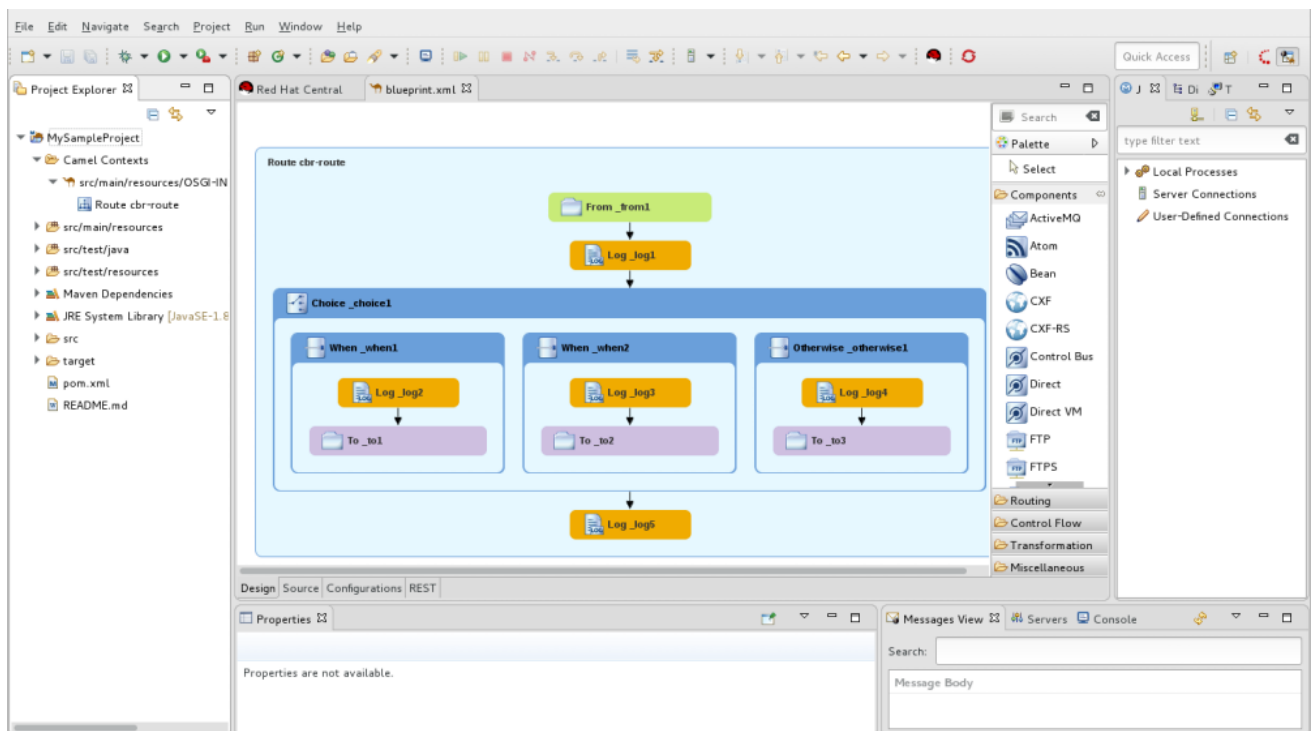 File Edit Navigate Search Project Run Window Help
Quick Access
Project Explorer
MySampleProject
Camel Contexts
src/main/resources/OSGI-IN
Route cbr-route
src/main/resources
src/test/java
src/test/resources
Maven Dependencies
JRE System Library [JavaSE-1.8
src
target
pom.xml
README.md
Red Hat Central blueprint.xml
Route cbr-route
From _from1
Log _log1
Choice _choice1
When _when1 When _when2 Otherwise _otherwise1
Log _log2 Log _log3 Log _log4
To _to1 To _to2 To _to3
Log _log5
Design Source Configurations REST
Search
Palette
Select
Components
ActiveMQ
Atom
Bean
CXF
CXF-RS
Control Bus
Direct
Direct VM
FTP
FTPS
Routing
Control Flow
Transformation
Miscellaneous
J Di T
type filter text
Local Processes
Server Connections
User-Defined Connections
Properties
Properties are not available.
Messages View Servers Console
Search:
Message Body